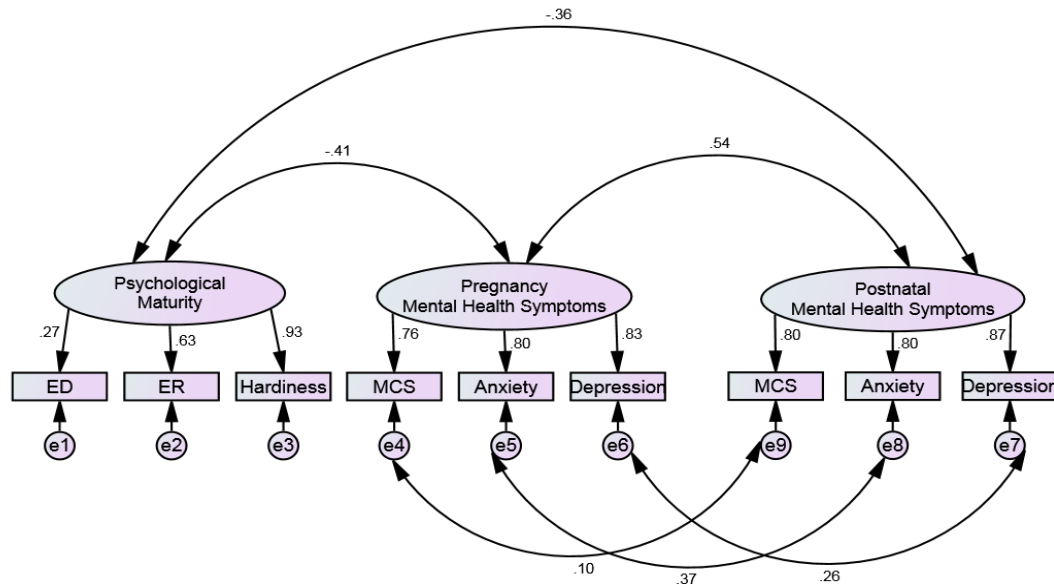 -.36
-.41
.54
Psychological
Maturity
Pregnancy
Mental Health Symptoms
Postnatal
Mental Health Symptoms
.27
.63
.93
.76
.80
.83
.80
.80
.87
ED
ER
Hardiness
MCS
Anxiety
Depression
MCS
Anxiety
Depression
e1
e2
e3
e4
e5
e6
e9
e8
e7
.10
.37
.26